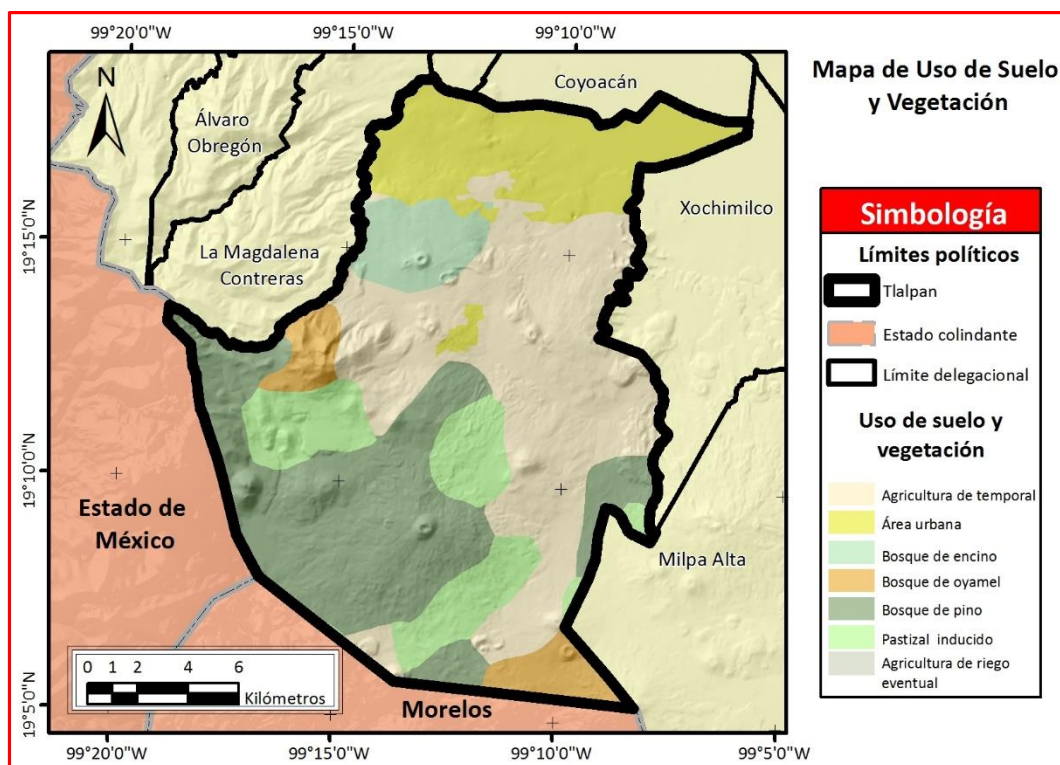 99°20'0"W
99°15'0"W
99°10'0"W
Mapa de Uso de Suelo
y Vegetación
N
Coyoacán
Álvaro
Obregón
Xochimilco
19°15'0"N
La Magdalena
Contreras
19°10'0"N
Estado de
México
Milpa Alta
0 1 2 4 6
Kilómetros
Morelos
19°5'0"N
99°20'0"W
99°15'0"W
99°10'0"W
99°5'0"W
Simbología
Límites políticos
Tlalpan
Estado colindante
Límite delegacional
Uso de suelo y
vegetación
Agricultura de temporal
Área urbana
Bosque de encino
Bosque de oyamel
Bosque de pino
Pastizal inducido
Agricultura de riego
eventual